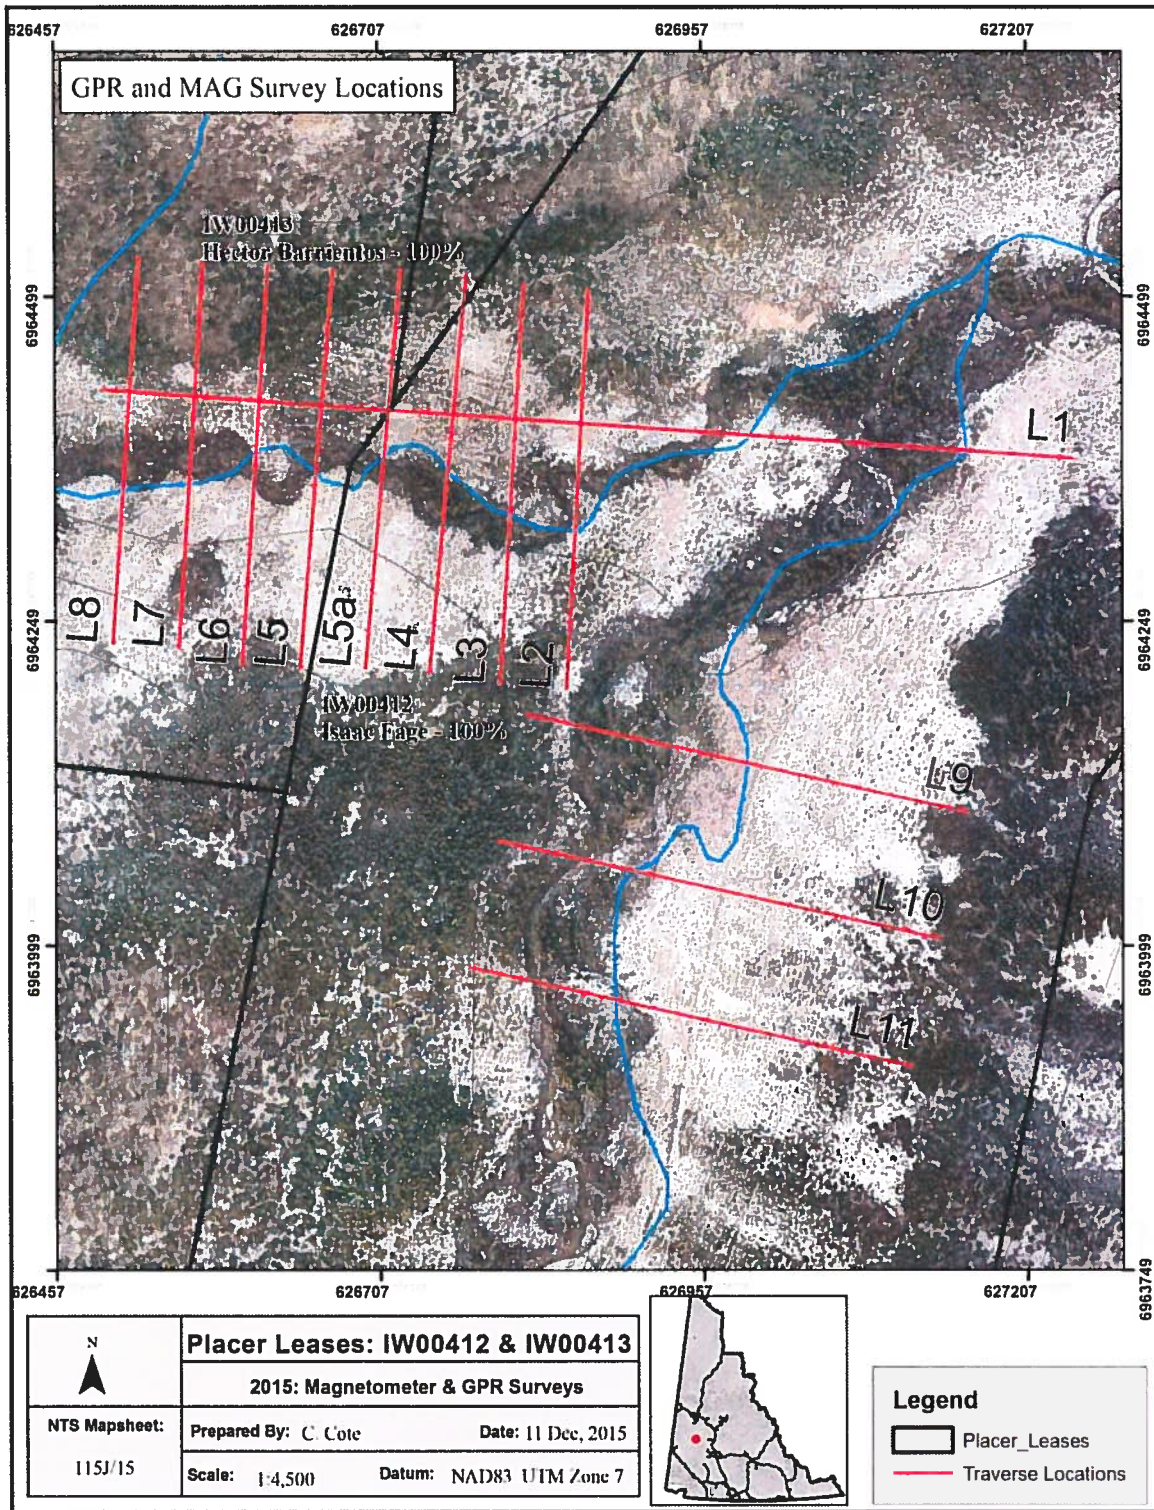 626457
626707
626957
627207
GPR and MAG Survey Locations
IW00413
Hector Barrientos - 100%
6964499
6964499
L1
6964249
6964249
L8
L7
L6
L5
L5a
L4
L3
L2
IW00412
Isaac Fage - 100%
L9
L10
6963999
6963999
L11
6963749
626457
626707
626957
627207
N
Placer Leases: IW00412 & IW00413
2015: Magnetometer & GPR Surveys
NTS Mapsheet:
115J/15
Prepared By: C. Cote
Date: 11 Dec, 2015
Scale: 1:4,500
Datum: NAD83 UTM Zone 7
Legend
Placer_Leases
Traverse Locations